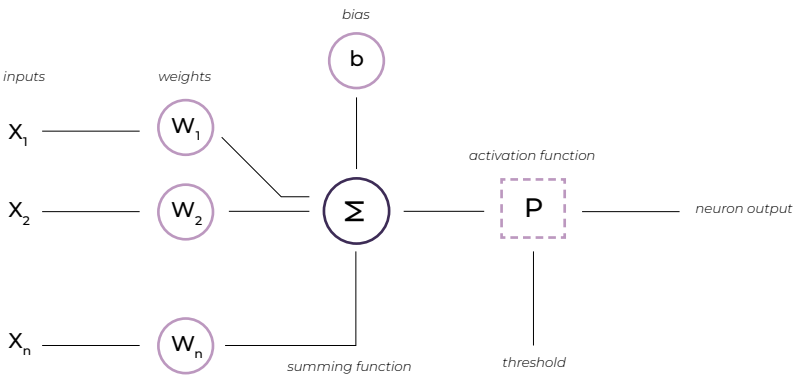 bias
b
inputs
weights
X1
W1
activation function
X2
W2
Σ
P
neuron output
Xn
Wn
summing function
threshold